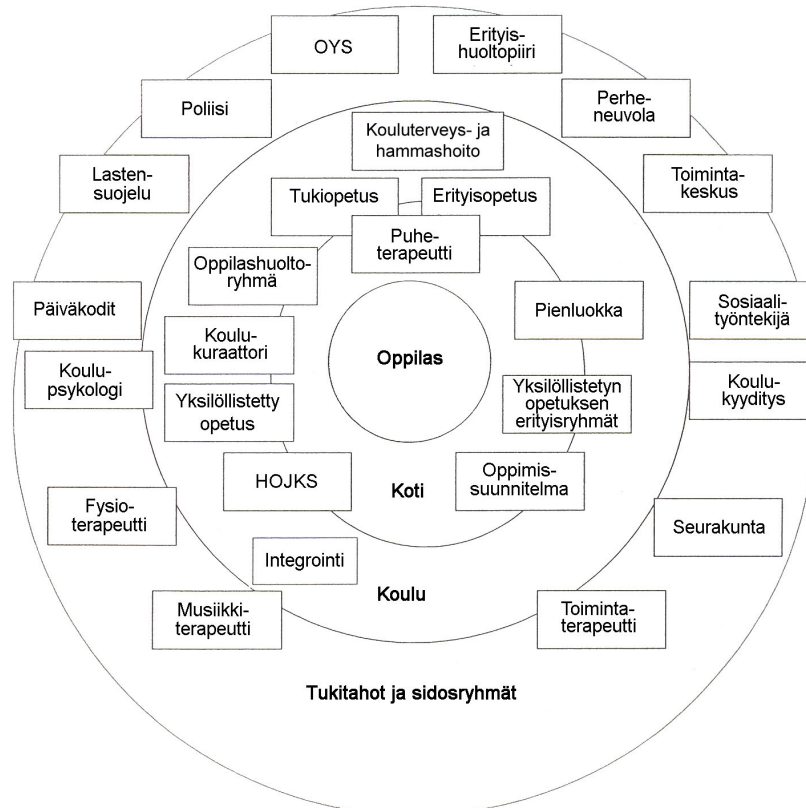 OYS
Erityis-
huoltopiiri
Poliisi
Perhe-
neuvola
Kouluterveys- ja
hammashoito
Lasten-
suojelu
Toiminta-
keskus
Tukiopetus
Erityisopetus
Puhe-
terapeutti
Oppilashuolto-
ryhmä
Päiväkodit
Pienluokka
Sosiaali-
työntekijä
Koulu-
kuraattori
Oppilas
Koulu-
psykologi
Koulu-
kyyditys
Yksilöllistetty
opetus
Yksilöllistetyn
opetuksen
erityisryhmät
HOJKS
Koti
Oppimis-
suunnitelma
Fysio-
terapeutti
Seurakunta
Integrointi
Koulu
Musiikki-
terapeutti
Toiminta-
terapeutti
Tukitahot ja sidosryhmät